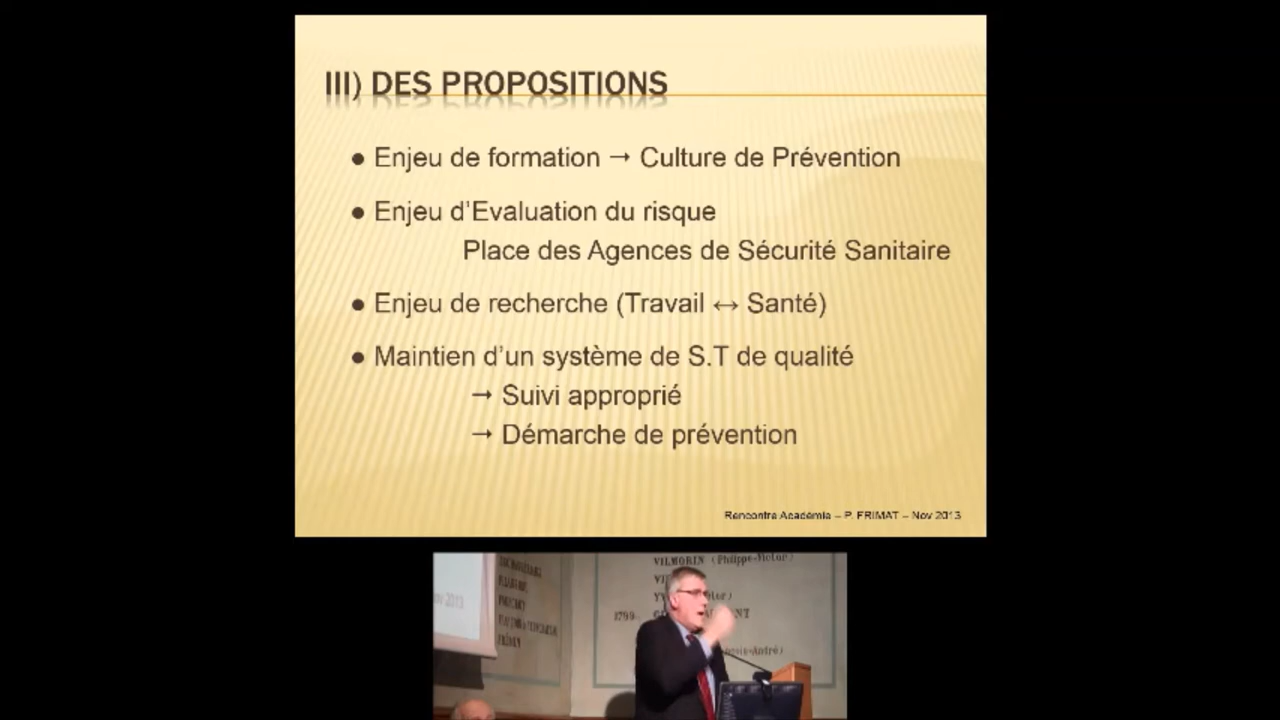 III) DES PROPOSITIONS
● Enjeu de formation → Culture de Prévention
● Enjeu d'Evaluation du risque
Place des Agences de Sécurité Sanitaire
● Enjeu de recherche (Travail ↔ Santé)
● Maintien d'un système de S.T de qualité
→ Suivi approprié
→ Démarche de prévention
Rencontre Académie – P. FRIMAT – Nov 2013
2013
VILMORIN (Philippe-Victor)
1799